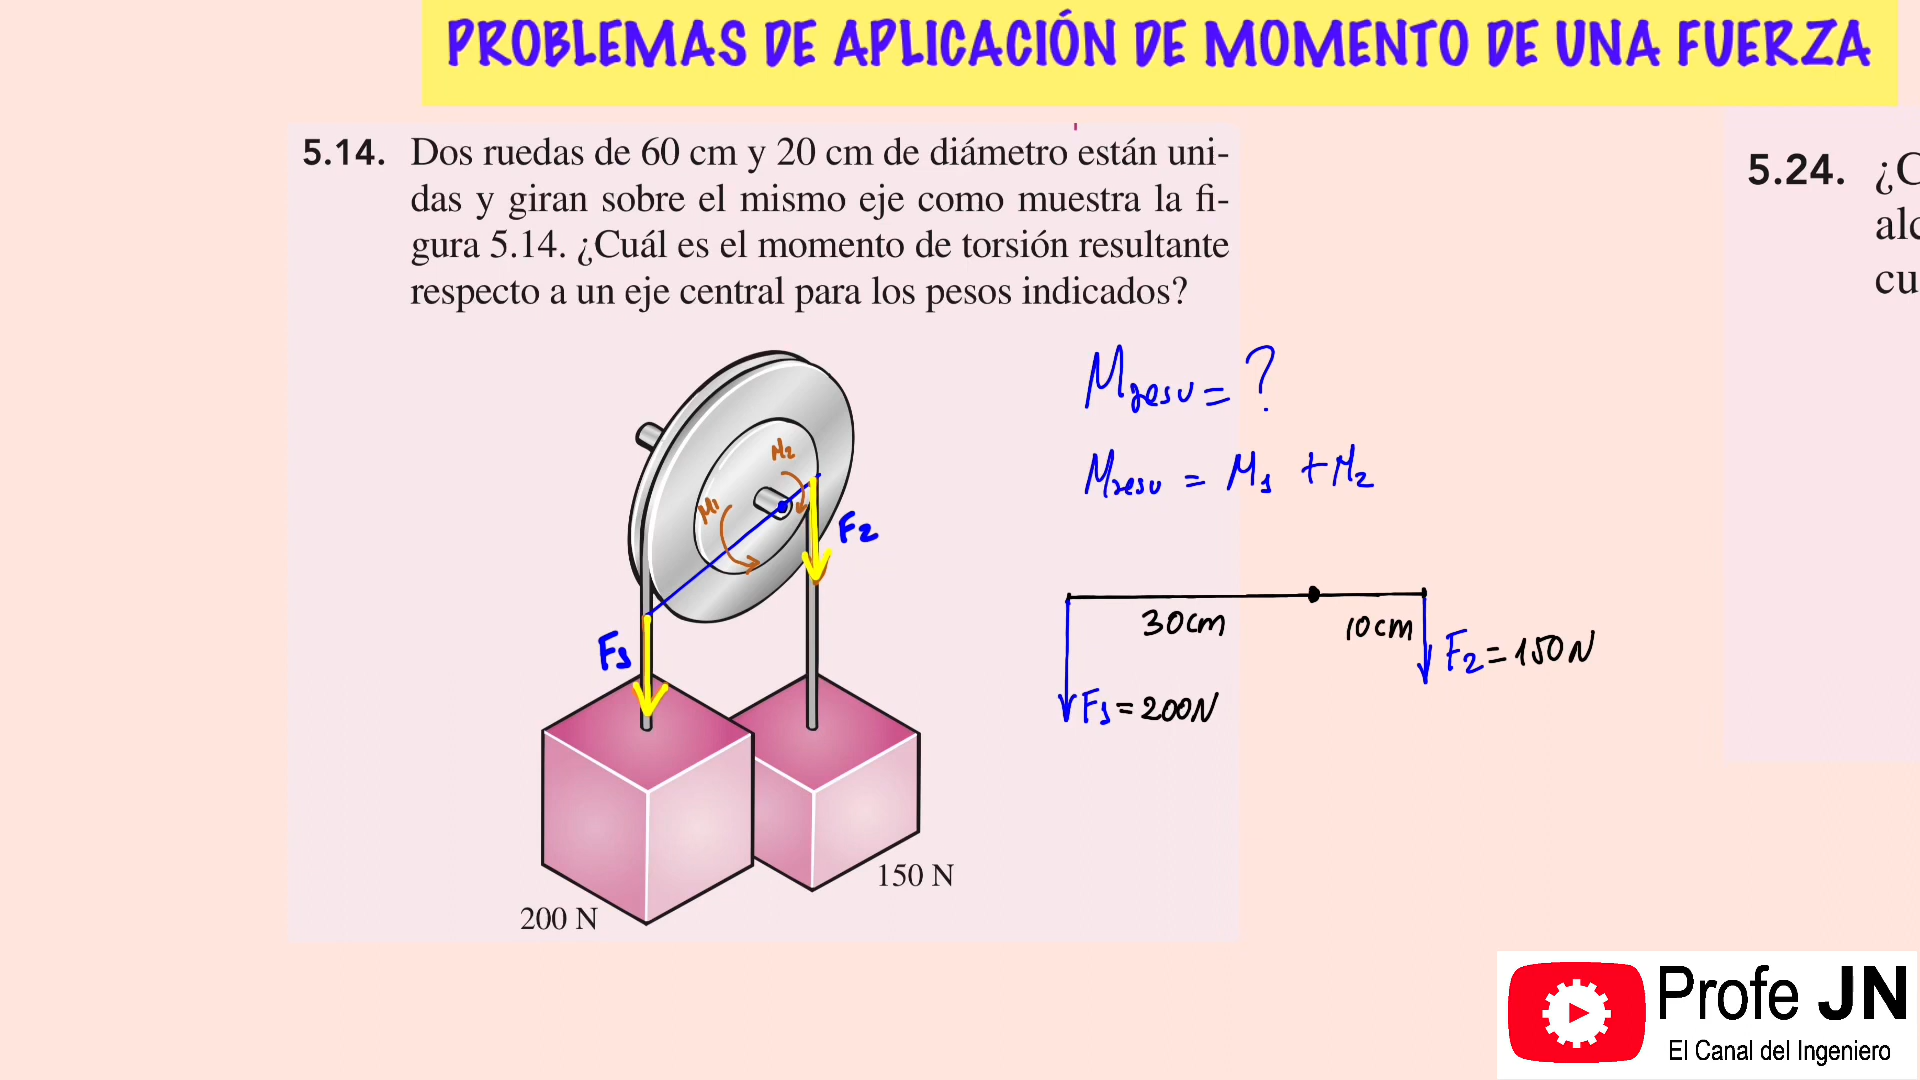 PROBLEMAS DE APLICACIÓN DE MOMENTO DE UNA FUERZA
5.14. Dos ruedas de 60 cm y 20 cm de diámetro están uni-
das y giran sobre el mismo eje como muestra la fi-
gura 5.14. ¿Cuál es el momento de torsión resultante
respecto a un eje central para los pesos indicados?
M1
M2
F2
F1
200 N
150 N
Mresu = ?
Mresu = M1 + M2
30cm
10cm
F1 = 200N
F2 = 150N
5.24.
Profe JN
El Canal del Ingeniero